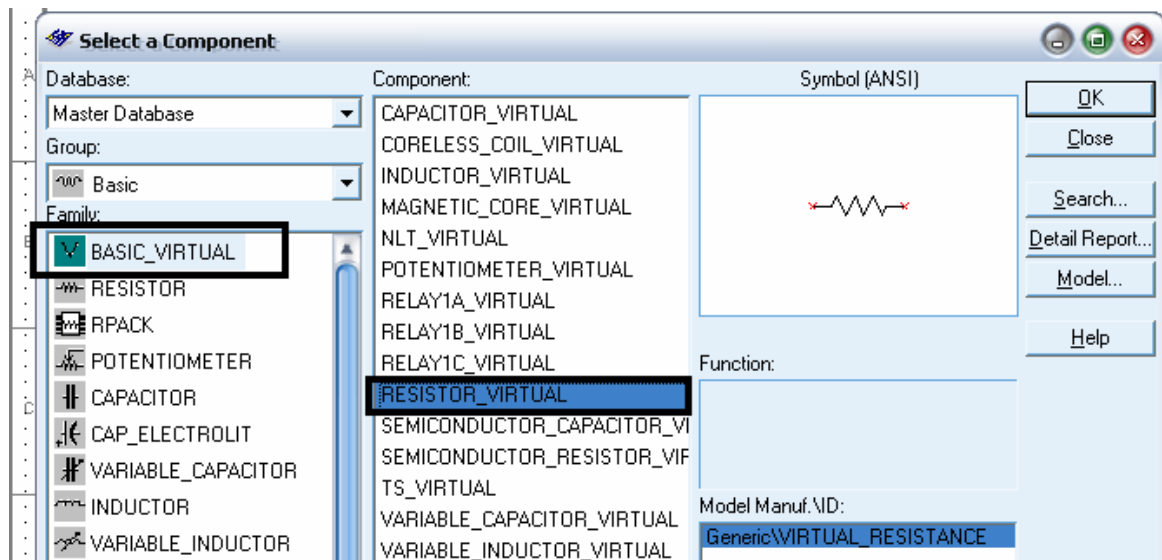 Select a Component
Database:
Master Database
Group:
Basic
Family:
BASIC_VIRTUAL
RESISTOR
RPACK
POTENTIOMETER
CAPACITOR
CAP_ELECTROLIT
VARIABLE_CAPACITOR
INDUCTOR
VARIABLE_INDUCTOR
Component:
CAPACITOR_VIRTUAL
CORELESS_COIL_VIRTUAL
INDUCTOR_VIRTUAL
MAGNETIC_CORE_VIRTUAL
NLT_VIRTUAL
POTENTIOMETER_VIRTUAL
RELAY1A_VIRTUAL
RELAY1B_VIRTUAL
RELAY1C_VIRTUAL
RESISTOR_VIRTUAL
SEMICONDUCTOR_CAPACITOR_VI
SEMICONDUCTOR_RESISTOR_VIR
TS_VIRTUAL
VARIABLE_CAPACITOR_VIRTUAL
VARIABLE_INDUCTOR_VIRTUAL
Symbol (ANSI)
Function:
Model Manuf.\ID:
Generic\VIRTUAL_RESISTANCE
OK
Close
Search...
Detail Report...
Model...
Help
A
C